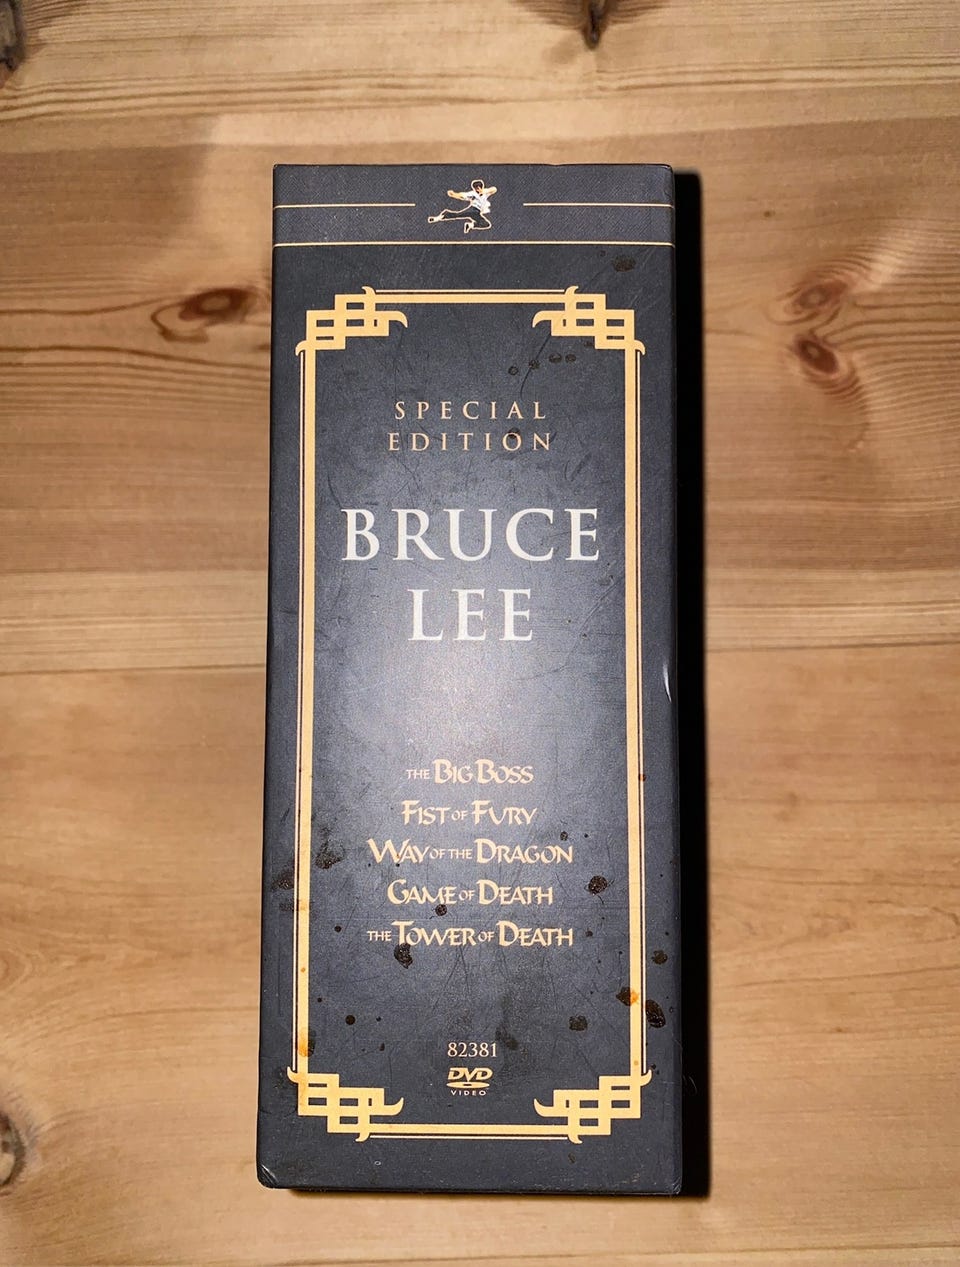 SPECIAL
EDITION
BRUCE
LEE
THE BIG BOSS
FIST OF FURY
WAY OF THE DRAGON
GAME OF DEATH
THE TOWER OF DEATH
82381
DVD
VIDEO